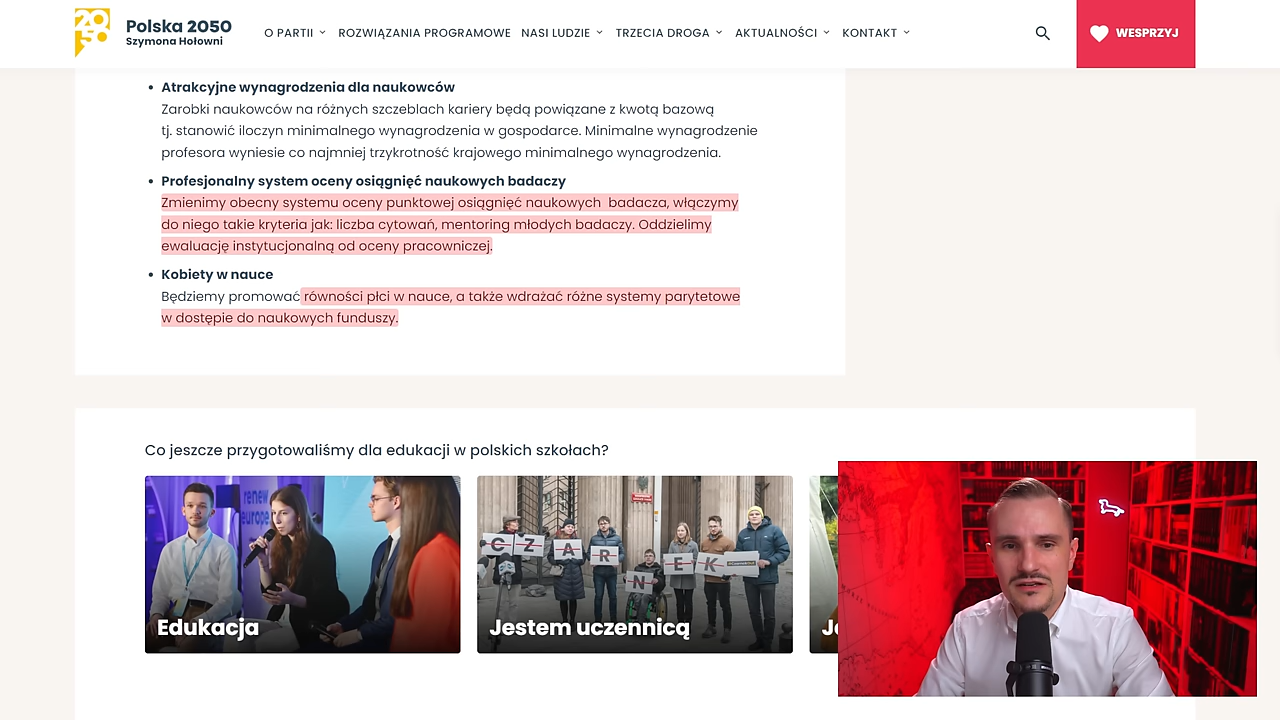 Polska 2050
Szymona Hołowni
O PARTII
ROZWIĄZANIA PROGRAMOWE
NASI LUDZIE
TRZECIA DROGA
AKTUALNOŚCI
KONTAKT
WESPRZYJ
Atrakcyjne wynagrodzenia dla naukowców
Zarobki naukowców na różnych szczeblach kariery będą powiązane z kwotą bazową
tj. stanowić iloczyn minimalnego wynagrodzenia w gospodarce. Minimalne wynagrodzenie
profesora wyniesie co najmniej trzykrotność krajowego minimalnego wynagrodzenia.
Profesjonalny system oceny osiągnięć naukowych badaczy
Zmienimy obecny systemu oceny punktowej osiągnięć naukowych badacza, włączymy
do niego takie kryteria jak: liczba cytowań, mentoring młodych badaczy. Oddzielimy
ewaluację instytucjonalną od oceny pracowniczej.
Kobiety w nauce
Będziemy promować równości płci w nauce, a także wdrażać różne systemy parytetowe
w dostępie do naukowych funduszy.
Co jeszcze przygotowaliśmy dla edukacji w polskich szkołach?
renew
europe
CZARNEK
Edukacja
Jestem uczennicą